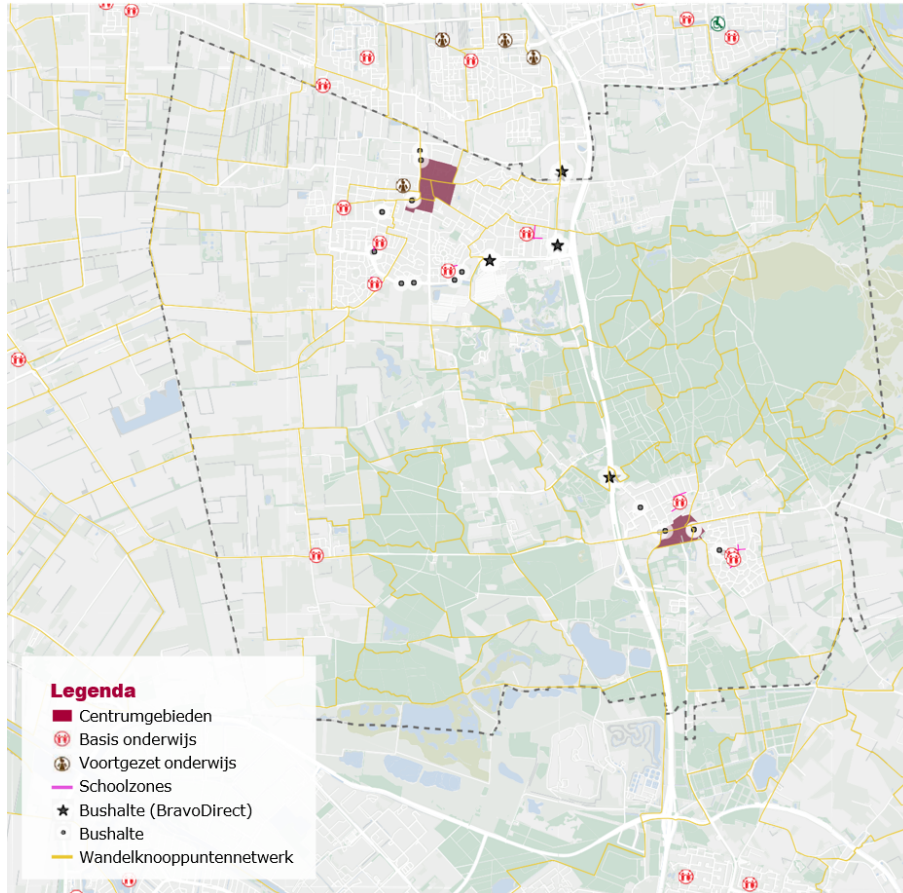 Legenda
Centrumgebieden
Basis onderwijs
Voortgezet onderwijs
Schoolzones
Bushalte (BravoDirect)
Bushalte
Wandelknooppuntennetwerk